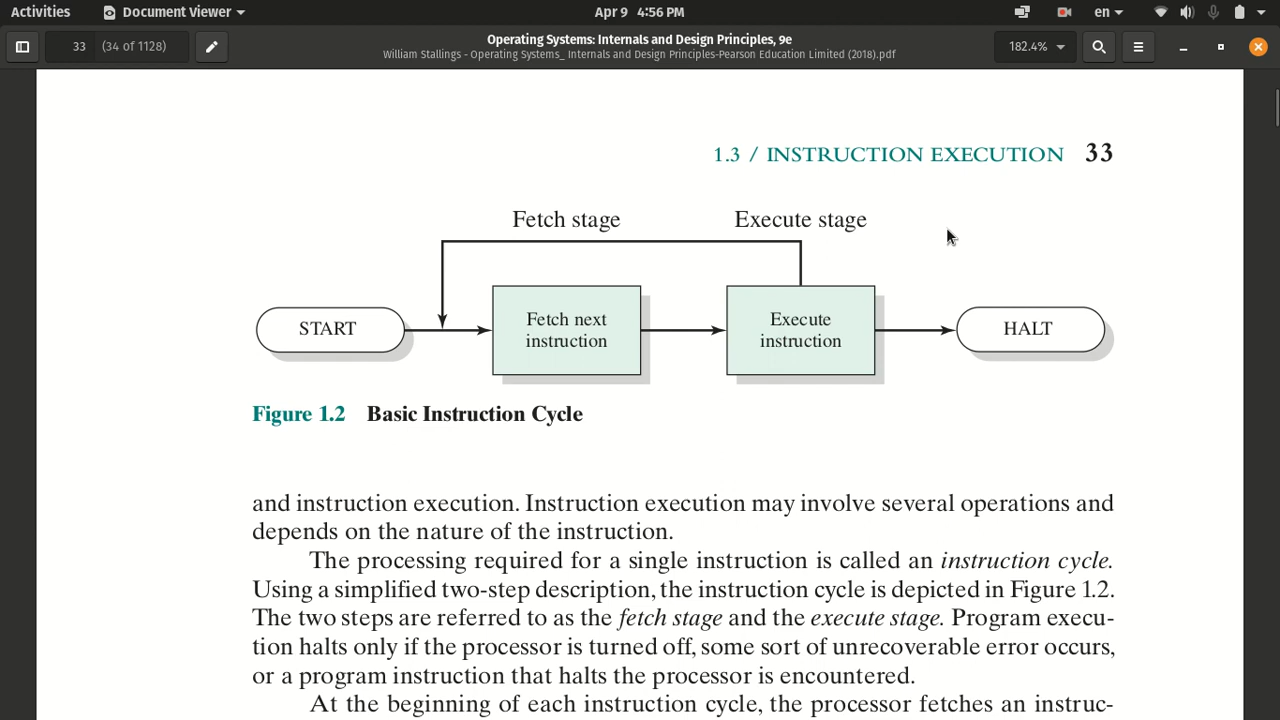 Activities Document Viewer Apr 9 4:56 PM en
33 (34 of 1128) Operating Systems: Internals and Design Principles, 9e 182.4%
William Stallings - Operating Systems_ Internals and Design Principles-Pearson Education Limited (2018).pdf
1.3 / INSTRUCTION EXECUTION 33
Fetch stage Execute stage
START
Fetch next
instruction
Execute
instruction
HALT
Figure 1.2 Basic Instruction Cycle
and instruction execution. Instruction execution may involve several operations and
depends on the nature of the instruction.
The processing required for a single instruction is called an instruction cycle.
Using a simplified two-step description, the instruction cycle is depicted in Figure 1.2.
The two steps are referred to as the fetch stage and the execute stage. Program execu-
tion halts only if the processor is turned off, some sort of unrecoverable error occurs,
or a program instruction that halts the processor is encountered.
At the beginning of each instruction cycle, the processor fetches an instruc-